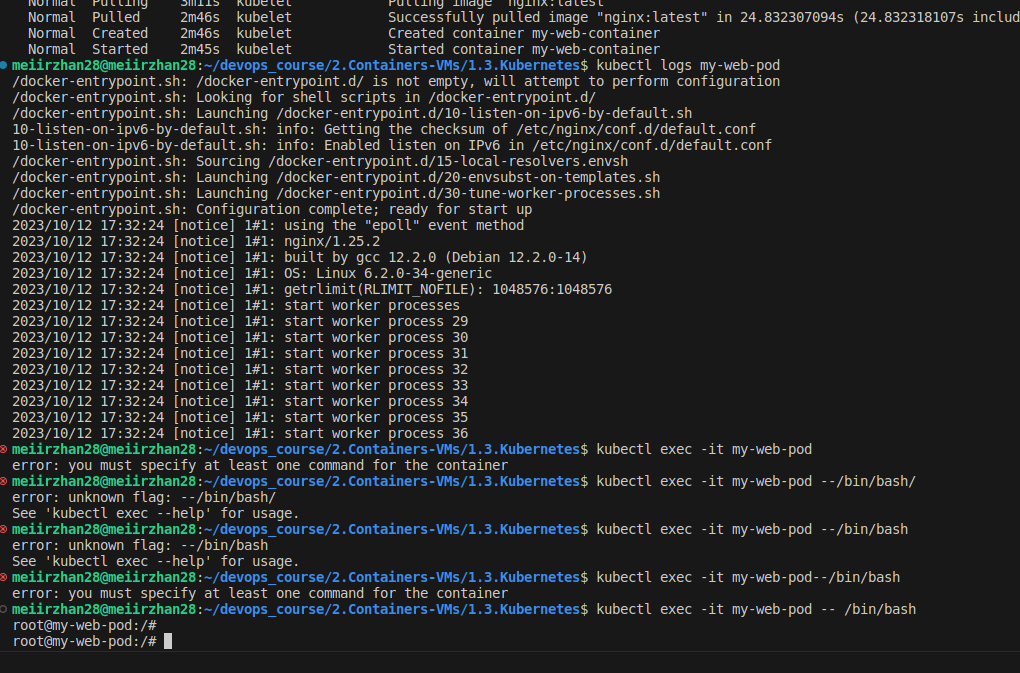 Normal  Pulling    3m11s  kubelet            Pulling image "nginx:latest"
Normal  Pulled     2m46s  kubelet            Successfully pulled image "nginx:latest" in 24.832307094s (24.832318107s includ
Normal  Created    2m46s  kubelet            Created container my-web-container
Normal  Started    2m45s  kubelet            Started container my-web-container
meiirzhan28@meiirzhan28:~/devops_course/2.Containers-VMs/1.3.Kubernetes$ kubectl logs my-web-pod
/docker-entrypoint.sh: /docker-entrypoint.d/ is not empty, will attempt to perform configuration
/docker-entrypoint.sh: Looking for shell scripts in /docker-entrypoint.d/
/docker-entrypoint.sh: Launching /docker-entrypoint.d/10-listen-on-ipv6-by-default.sh
10-listen-on-ipv6-by-default.sh: info: Getting the checksum of /etc/nginx/conf.d/default.conf
10-listen-on-ipv6-by-default.sh: info: Enabled listen on IPv6 in /etc/nginx/conf.d/default.conf
/docker-entrypoint.sh: Sourcing /docker-entrypoint.d/15-local-resolvers.envsh
/docker-entrypoint.sh: Launching /docker-entrypoint.d/20-envsubst-on-templates.sh
/docker-entrypoint.sh: Launching /docker-entrypoint.d/30-tune-worker-processes.sh
/docker-entrypoint.sh: Configuration complete; ready for start up
2023/10/12 17:32:24 [notice] 1#1: using the "epoll" event method
2023/10/12 17:32:24 [notice] 1#1: nginx/1.25.2
2023/10/12 17:32:24 [notice] 1#1: built by gcc 12.2.0 (Debian 12.2.0-14)
2023/10/12 17:32:24 [notice] 1#1: OS: Linux 6.2.0-34-generic
2023/10/12 17:32:24 [notice] 1#1: getrlimit(RLIMIT_NOFILE): 1048576:1048576
2023/10/12 17:32:24 [notice] 1#1: start worker processes
2023/10/12 17:32:24 [notice] 1#1: start worker process 29
2023/10/12 17:32:24 [notice] 1#1: start worker process 30
2023/10/12 17:32:24 [notice] 1#1: start worker process 31
2023/10/12 17:32:24 [notice] 1#1: start worker process 32
2023/10/12 17:32:24 [notice] 1#1: start worker process 33
2023/10/12 17:32:24 [notice] 1#1: start worker process 34
2023/10/12 17:32:24 [notice] 1#1: start worker process 35
2023/10/12 17:32:24 [notice] 1#1: start worker process 36
meiirzhan28@meiirzhan28:~/devops_course/2.Containers-VMs/1.3.Kubernetes$ kubectl exec -it my-web-pod
error: you must specify at least one command for the container
meiirzhan28@meiirzhan28:~/devops_course/2.Containers-VMs/1.3.Kubernetes$ kubectl exec -it my-web-pod --/bin/bash/
error: unknown flag: --/bin/bash/
See 'kubectl exec --help' for usage.
meiirzhan28@meiirzhan28:~/devops_course/2.Containers-VMs/1.3.Kubernetes$ kubectl exec -it my-web-pod --/bin/bash
error: unknown flag: --/bin/bash
See 'kubectl exec --help' for usage.
meiirzhan28@meiirzhan28:~/devops_course/2.Containers-VMs/1.3.Kubernetes$ kubectl exec -it my-web-pod--/bin/bash
error: you must specify at least one command for the container
meiirzhan28@meiirzhan28:~/devops_course/2.Containers-VMs/1.3.Kubernetes$ kubectl exec -it my-web-pod -- /bin/bash
root@my-web-pod:/#
root@my-web-pod:/#